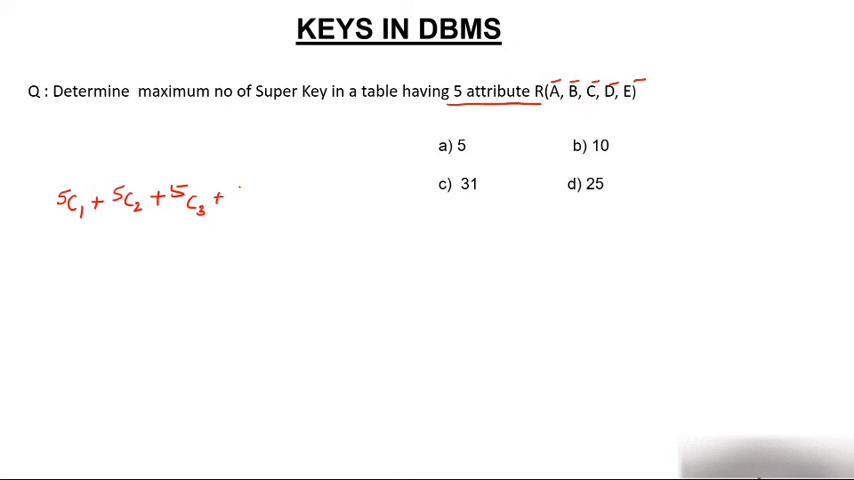 KEYS IN DBMS
Q : Determine maximum no of Super Key in a table having 5 attribute R(A, B, C, D, E)
a) 5 b) 10
c) 31 d) 25
5C1 + 5C2 + 5C3 +